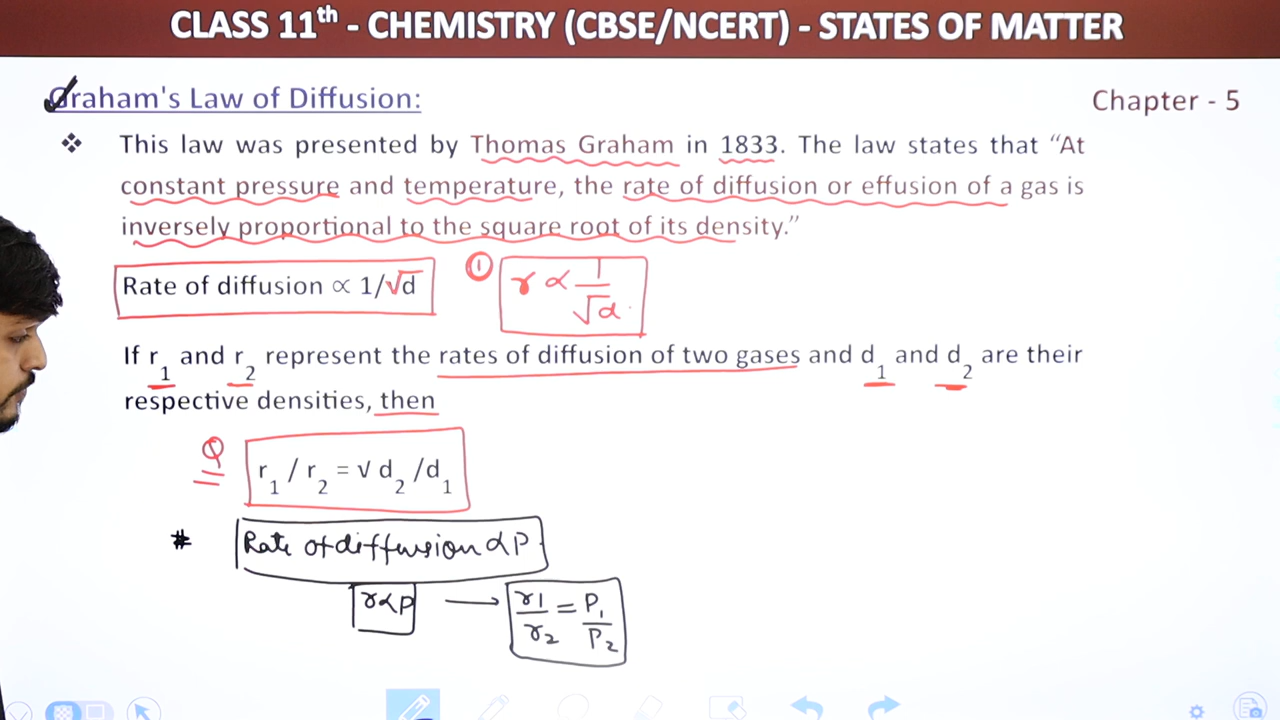 CLASS 11th - CHEMISTRY (CBSE/NCERT) - STATES OF MATTER
Graham's Law of Diffusion:
Chapter - 5
❖ This law was presented by Thomas Graham in 1833. The law states that “At
constant pressure and temperature, the rate of diffusion or effusion of a gas is
inversely proportional to the square root of its density.”
Rate of diffusion ∝ 1/√d
① r ∝ 1/√d
If r₁ and r₂ represent the rates of diffusion of two gases and d₁ and d₂ are their
respective densities, then
r₁ / r₂ = √ d₂ /d₁
# Rate of diffusion ∝ P
r ∝ P → r1/r₂ = P₁/P₂